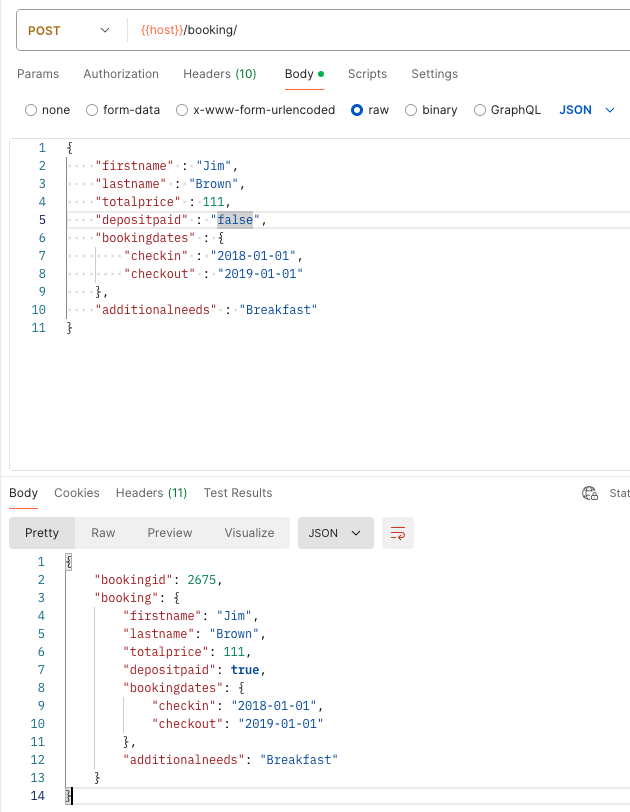 POST {{host}}/booking/
Params Authorization Headers (10) Body Scripts Settings
none form-data x-www-form-urlencoded raw binary GraphQL JSON
1 {
2 "firstname" : "Jim",
3 "lastname" : "Brown",
4 "totalprice" : 111,
5 "depositpaid" : "false",
6 "bookingdates" : {
7 "checkin" : "2018-01-01",
8 "checkout" : "2019-01-01"
9 },
10 "additionalneeds" : "Breakfast"
11 }
Body Cookies Headers (11) Test Results Stat
Pretty Raw Preview Visualize JSON
1 {
2 "bookingid": 2675,
3 "booking": {
4 "firstname": "Jim",
5 "lastname": "Brown",
6 "totalprice": 111,
7 "depositpaid": true,
8 "bookingdates": {
9 "checkin": "2018-01-01",
10 "checkout": "2019-01-01"
11 },
12 "additionalneeds": "Breakfast"
13 }
14 }